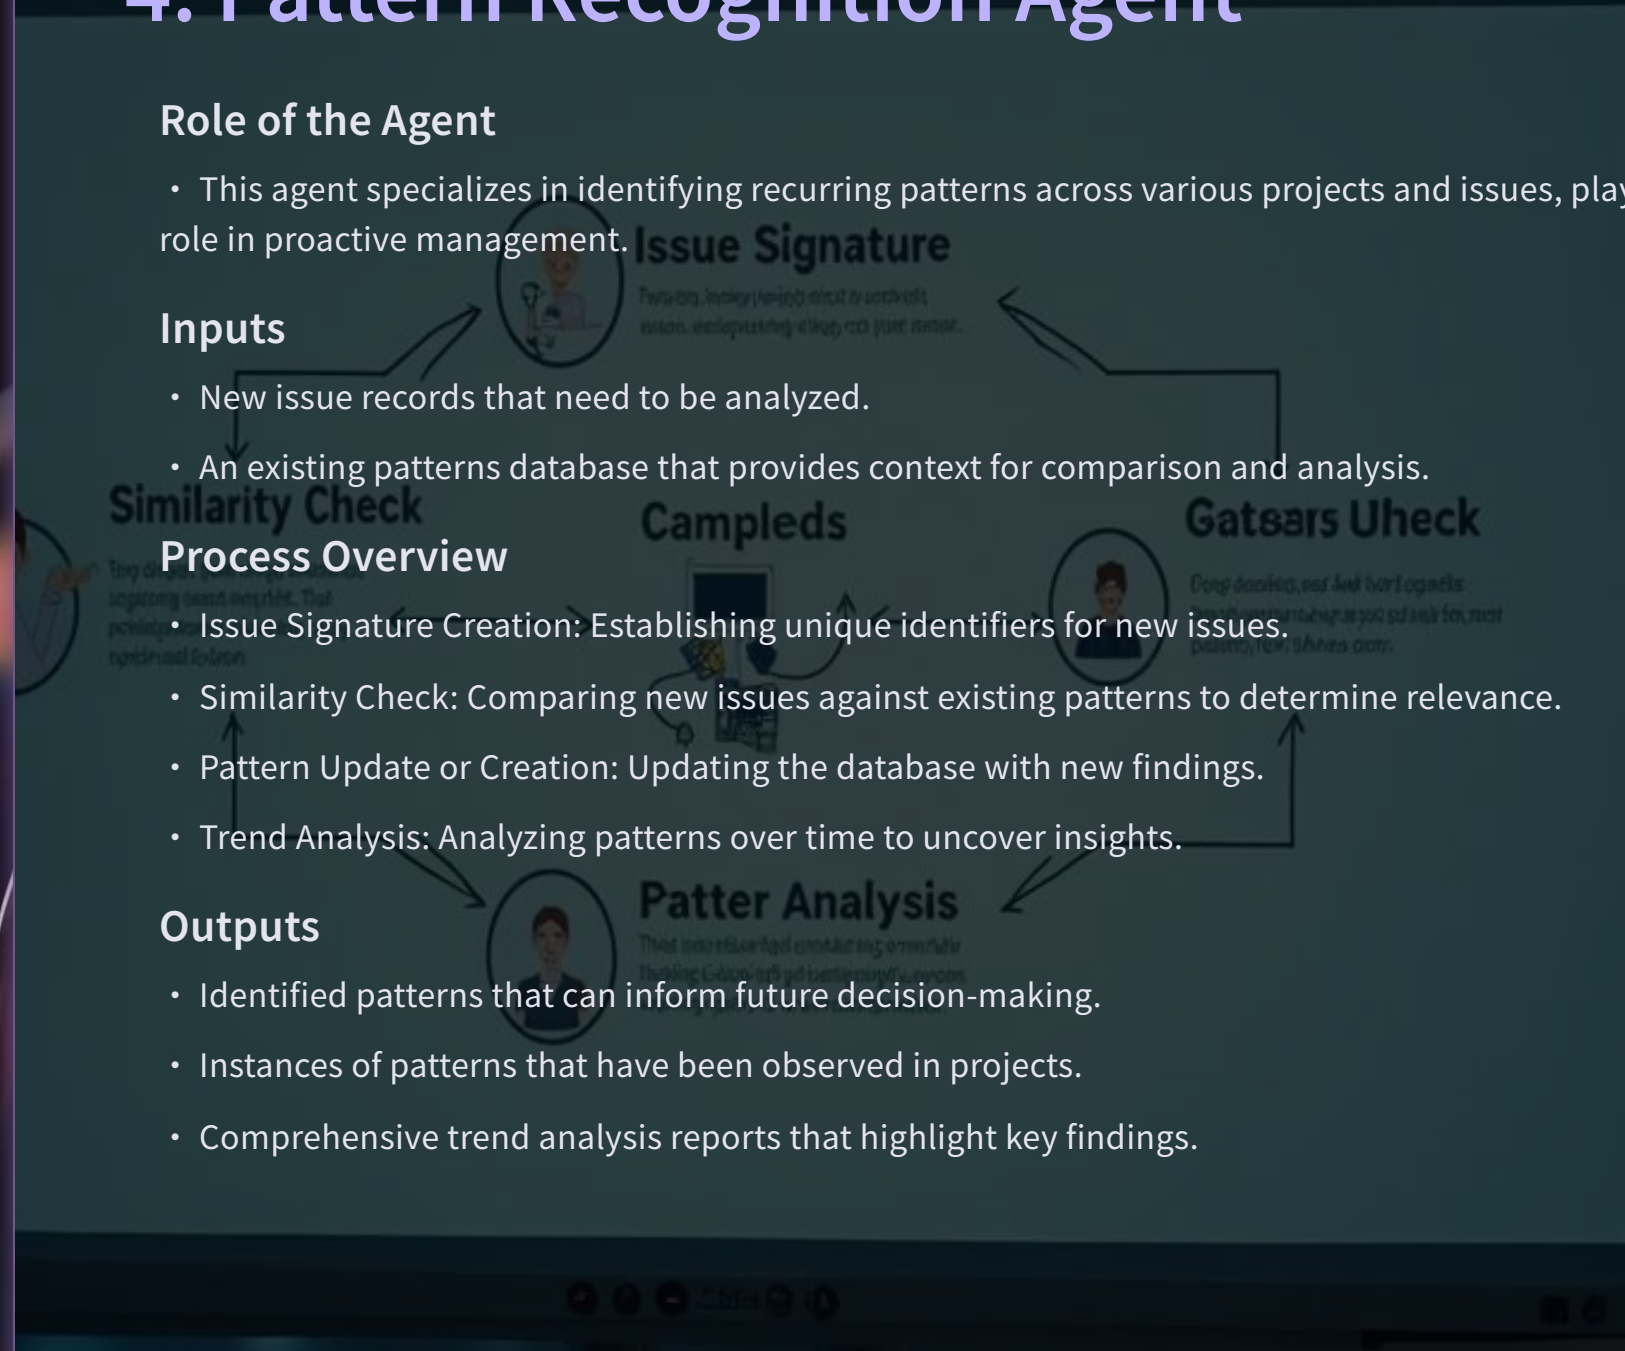 4. Pattern Recognition Agent
Role of the Agent
• This agent specializes in identifying recurring patterns across various projects and issues,
role in proactive management.
Issue Signature
Inputs
• New issue records that need to be analyzed.
• An existing patterns database that provides context for comparison and analysis.
Similarity Check
Campleds
Gatsars Uheck
Process Overview
• Issue Signature Creation: Establishing unique identifiers for new issues.
• Similarity Check: Comparing new issues against existing patterns to determine relevance.
• Pattern Update or Creation: Updating the database with new findings.
• Trend Analysis: Analyzing patterns over time to uncover insights.
Patter Analysis
Outputs
• Identified patterns that can inform future decision-making.
• Instances of patterns that have been observed in projects.
• Comprehensive trend analysis reports that highlight key findings.